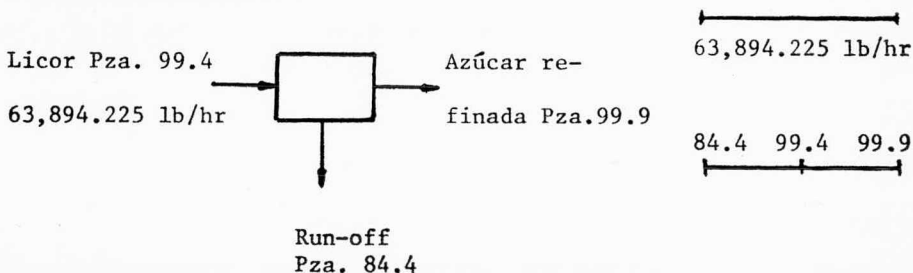 Licor Pza. 99.4
63,894.225 lb/hr
Azúcar re-
finada Pza.99.9
Run-off
Pza. 84.4
63,894.225 lb/hr
84.4 99.4 99.9